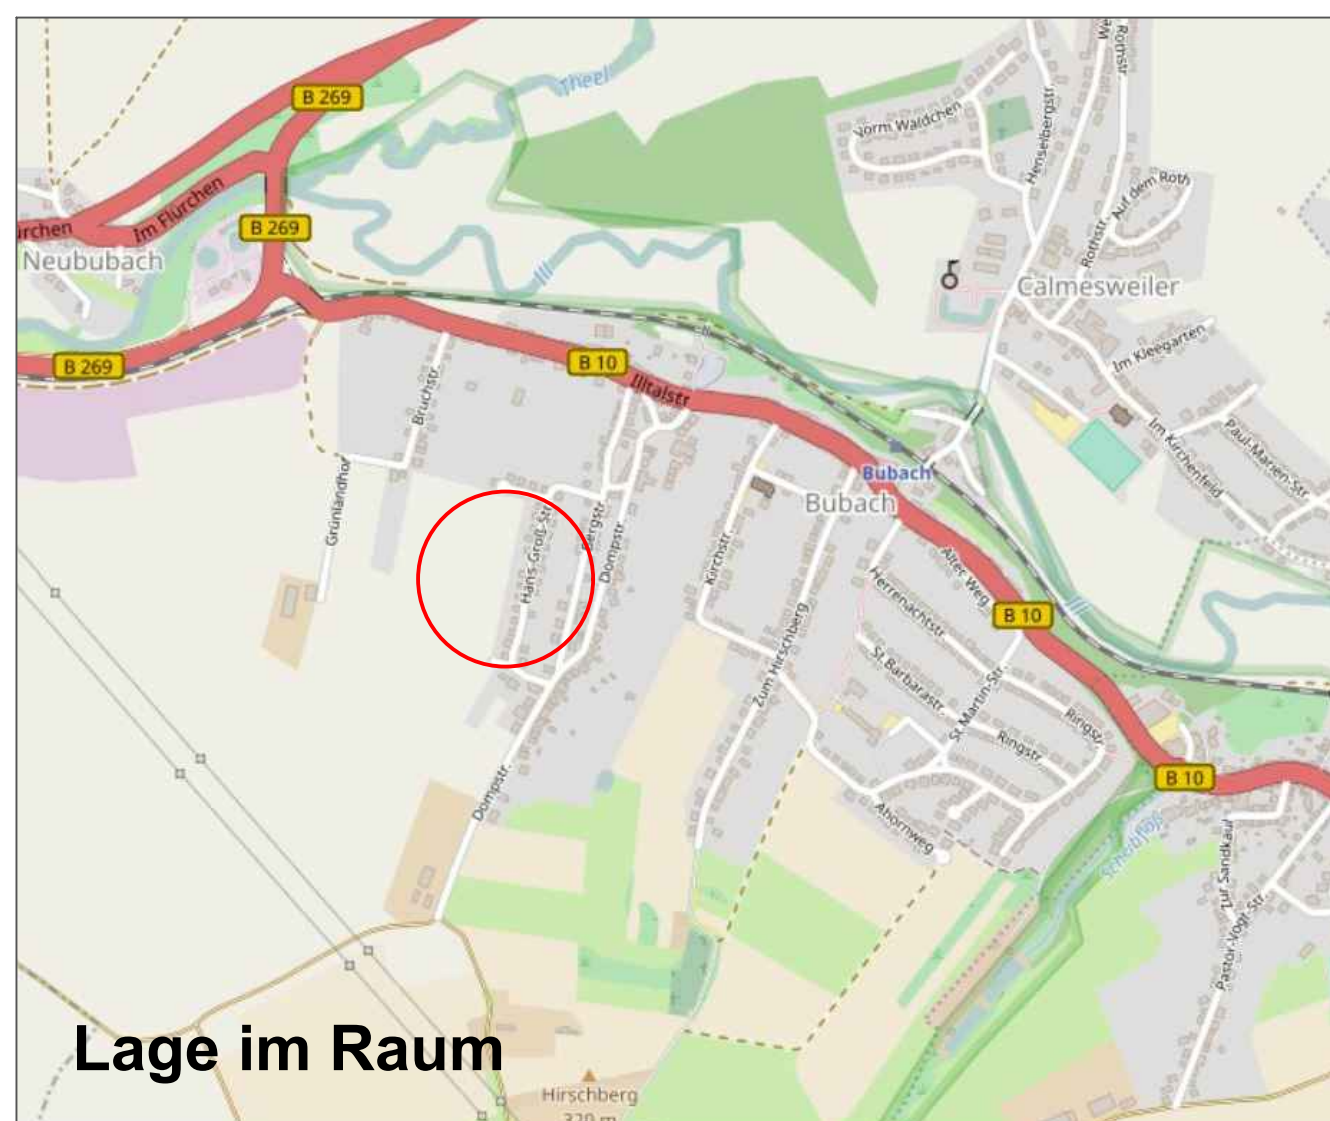 Rothstr
B 269
Theel
Vorm Wäldchen
Henselbergstr.
Auf dem Roth
Im Flürchen
B 269
Rothstr.
Neububach
Calmesweiler
B 269
Bruchstr.
B 10
Illtalstr
Im Kleegarten
Im Kirchenfeld
Paul-Marien-Str.
Bubach
Bubach
Grünlandhof
Hans-Groß-Str.
Bergstr.
Dompstr.
Kirchstr.
Zum Hirschberg
Herrenachtstr.
Alter Weg
B 10
St.Barbarastr.
St.Martin-Str.
Ringstr.
Ringstr.
B 10
Dompstr.
Ahornweg
Zur Sandkaul
Pastor-Vogt-Str.
Lage im Raum
Hirschberg
320 m